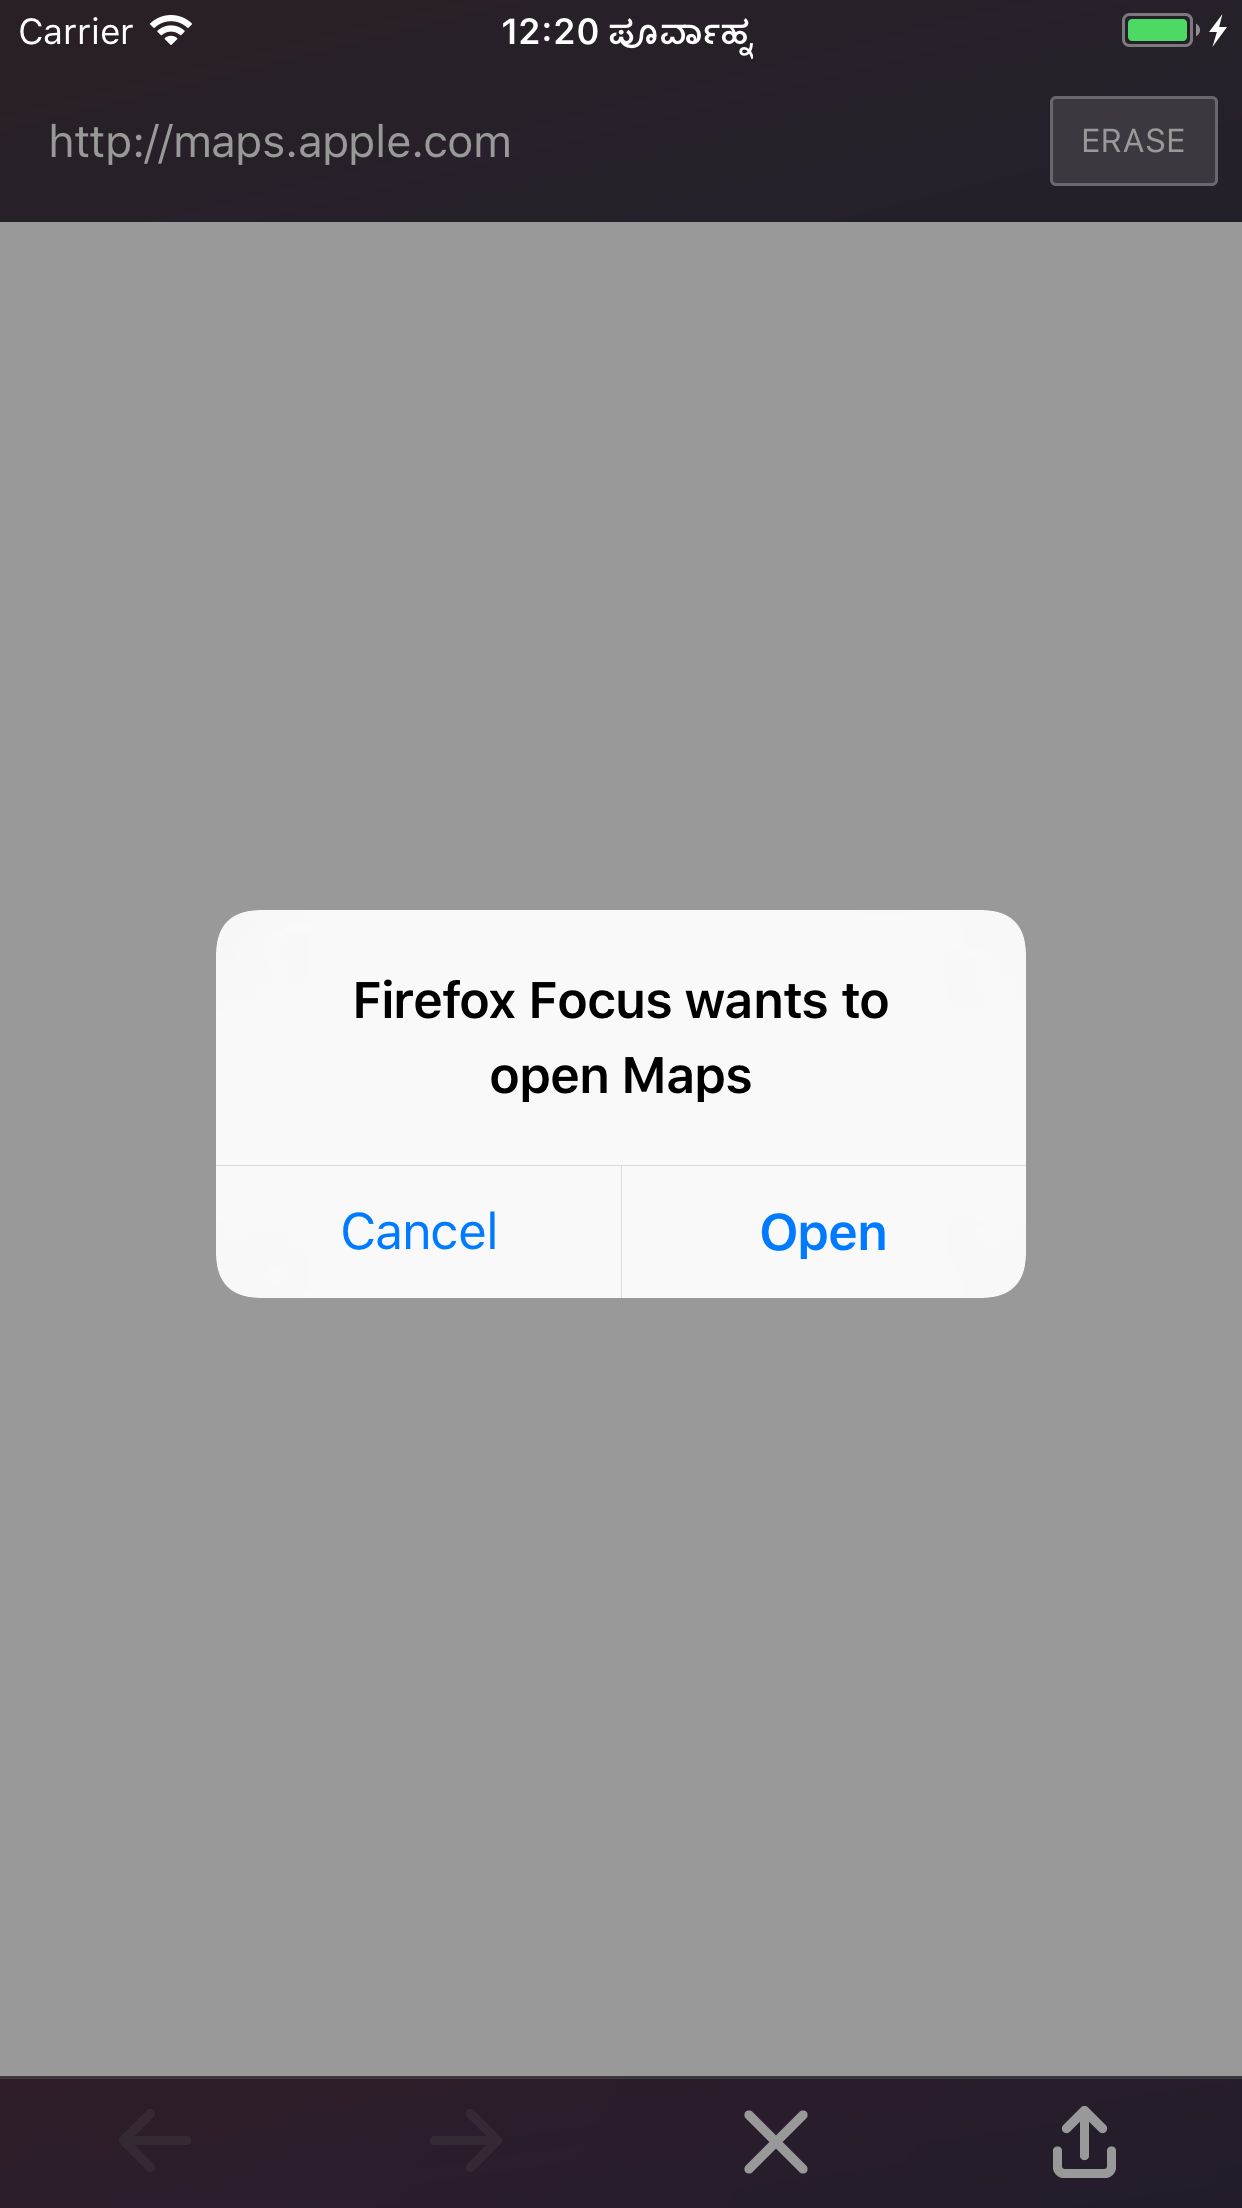 Carrier 12:20 ಪೂರ್ವಾಹ್ನ
http://maps.apple.com ERASE
Firefox Focus wants to
open Maps
Cancel Open